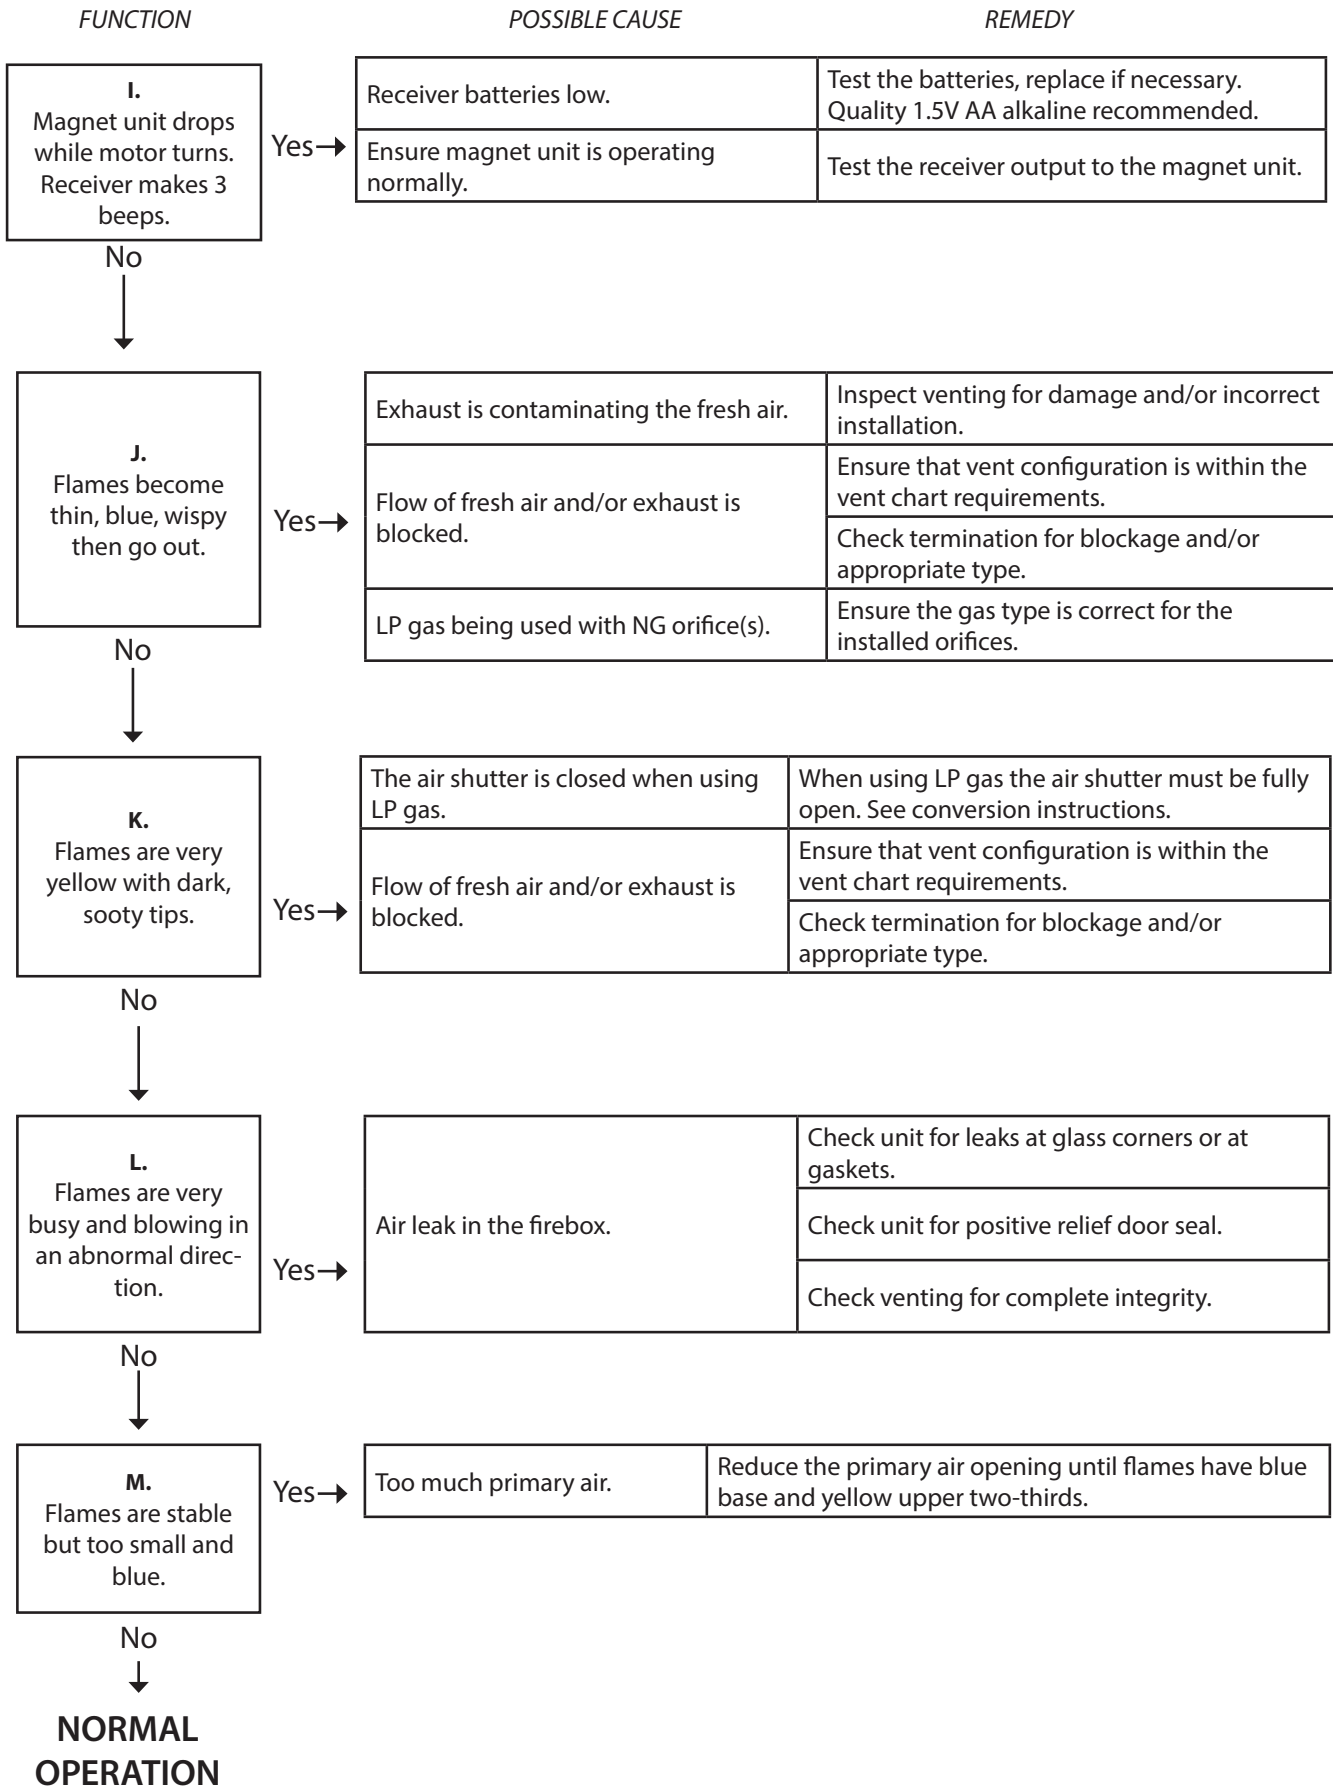 FUNCTION POSSIBLE CAUSE REMEDY
I.
Magnet unit drops
while motor turns.
Receiver makes 3
beeps.
Yes
Receiver batteries low.
Test the batteries, replace if necessary.
Quality 1.5V AA alkaline recommended.
Ensure magnet unit is operating
normally.
Test the receiver output to the magnet unit.
No
J.
Flames become
thin, blue, wispy
then go out.
Yes
Exhaust is contaminating the fresh air.
Inspect venting for damage and/or incorrect
installation.
Flow of fresh air and/or exhaust is
blocked.
Ensure that vent configuration is within the
vent chart requirements.
Check termination for blockage and/or
appropriate type.
LP gas being used with NG orifice(s).
Ensure the gas type is correct for the
installed orifices.
No
K.
Flames are very
yellow with dark,
sooty tips.
Yes
The air shutter is closed when using
LP gas.
When using LP gas the air shutter must be fully
open. See conversion instructions.
Flow of fresh air and/or exhaust is
blocked.
Ensure that vent configuration is within the
vent chart requirements.
Check termination for blockage and/or
appropriate type.
No
L.
Flames are very
busy and blowing in
an abnormal direc-
tion.
Yes
Air leak in the firebox.
Check unit for leaks at glass corners or at
gaskets.
Check unit for positive relief door seal.
Check venting for complete integrity.
No
M.
Flames are stable
but too small and
blue.
Yes
Too much primary air.
Reduce the primary air opening until flames have blue
base and yellow upper two-thirds.
No
NORMAL
OPERATION